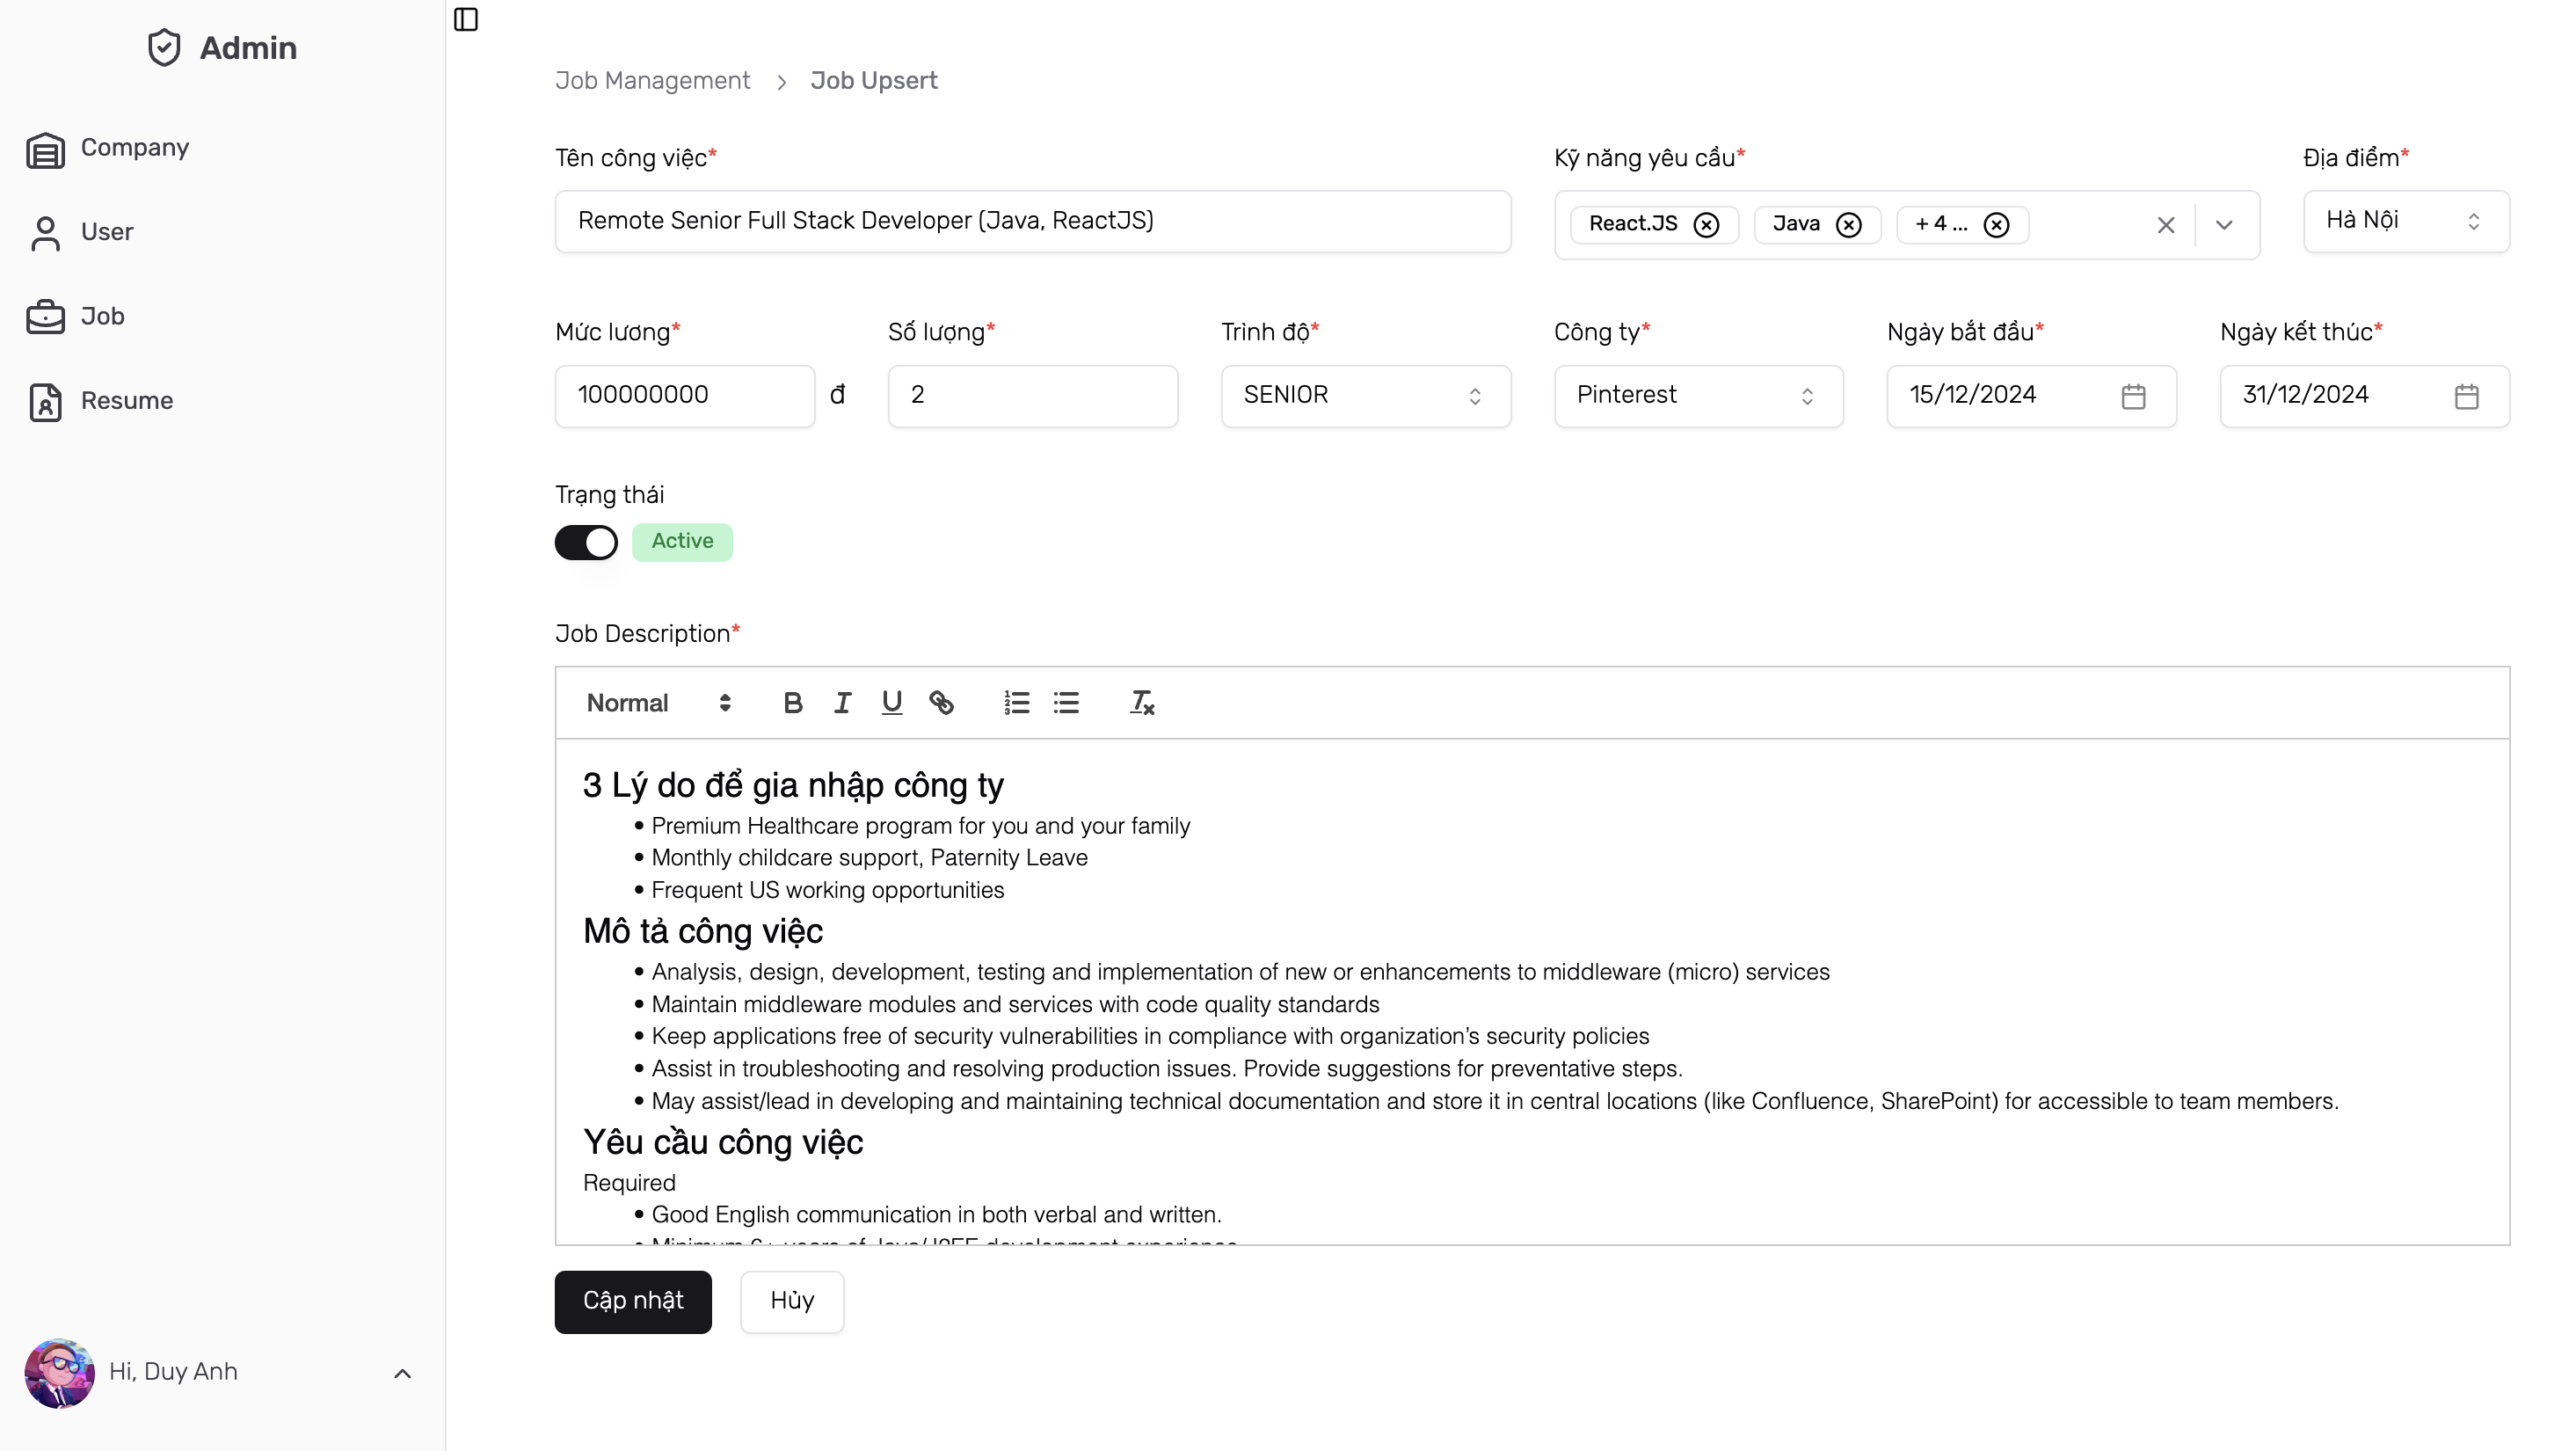 Admin
Company
User
Job
Resume
Hi, Duy Anh
Job Management > Job Upsert
Tên công việc*
Remote Senior Full Stack Developer (Java, ReactJS)
Kỹ năng yêu cầu*
React.JS Java + 4 ...
Địa điểm*
Hà Nội
Mức lương*
100000000 đ
Số lượng*
2
Trình độ*
SENIOR
Công ty*
Pinterest
Ngày bắt đầu*
15/12/2024
Ngày kết thúc*
31/12/2024
Trạng thái
Active
Job Description*
Normal
3 Lý do để gia nhập công ty
• Premium Healthcare program for you and your family
• Monthly childcare support, Paternity Leave
• Frequent US working opportunities
Mô tả công việc
• Analysis, design, development, testing and implementation of new or enhancements to middleware (micro) services
• Maintain middleware modules and services with code quality standards
• Keep applications free of security vulnerabilities in compliance with organization’s security policies
• Assist in troubleshooting and resolving production issues. Provide suggestions for preventative steps.
• May assist/lead in developing and maintaining technical documentation and store it in central locations (like Confluence, SharePoint) for accessible to team members.
Yêu cầu công việc
Required
• Good English communication in both verbal and written.
• Minimum 6+ years of Java/J2EE development experience
Cập nhật
Hủy